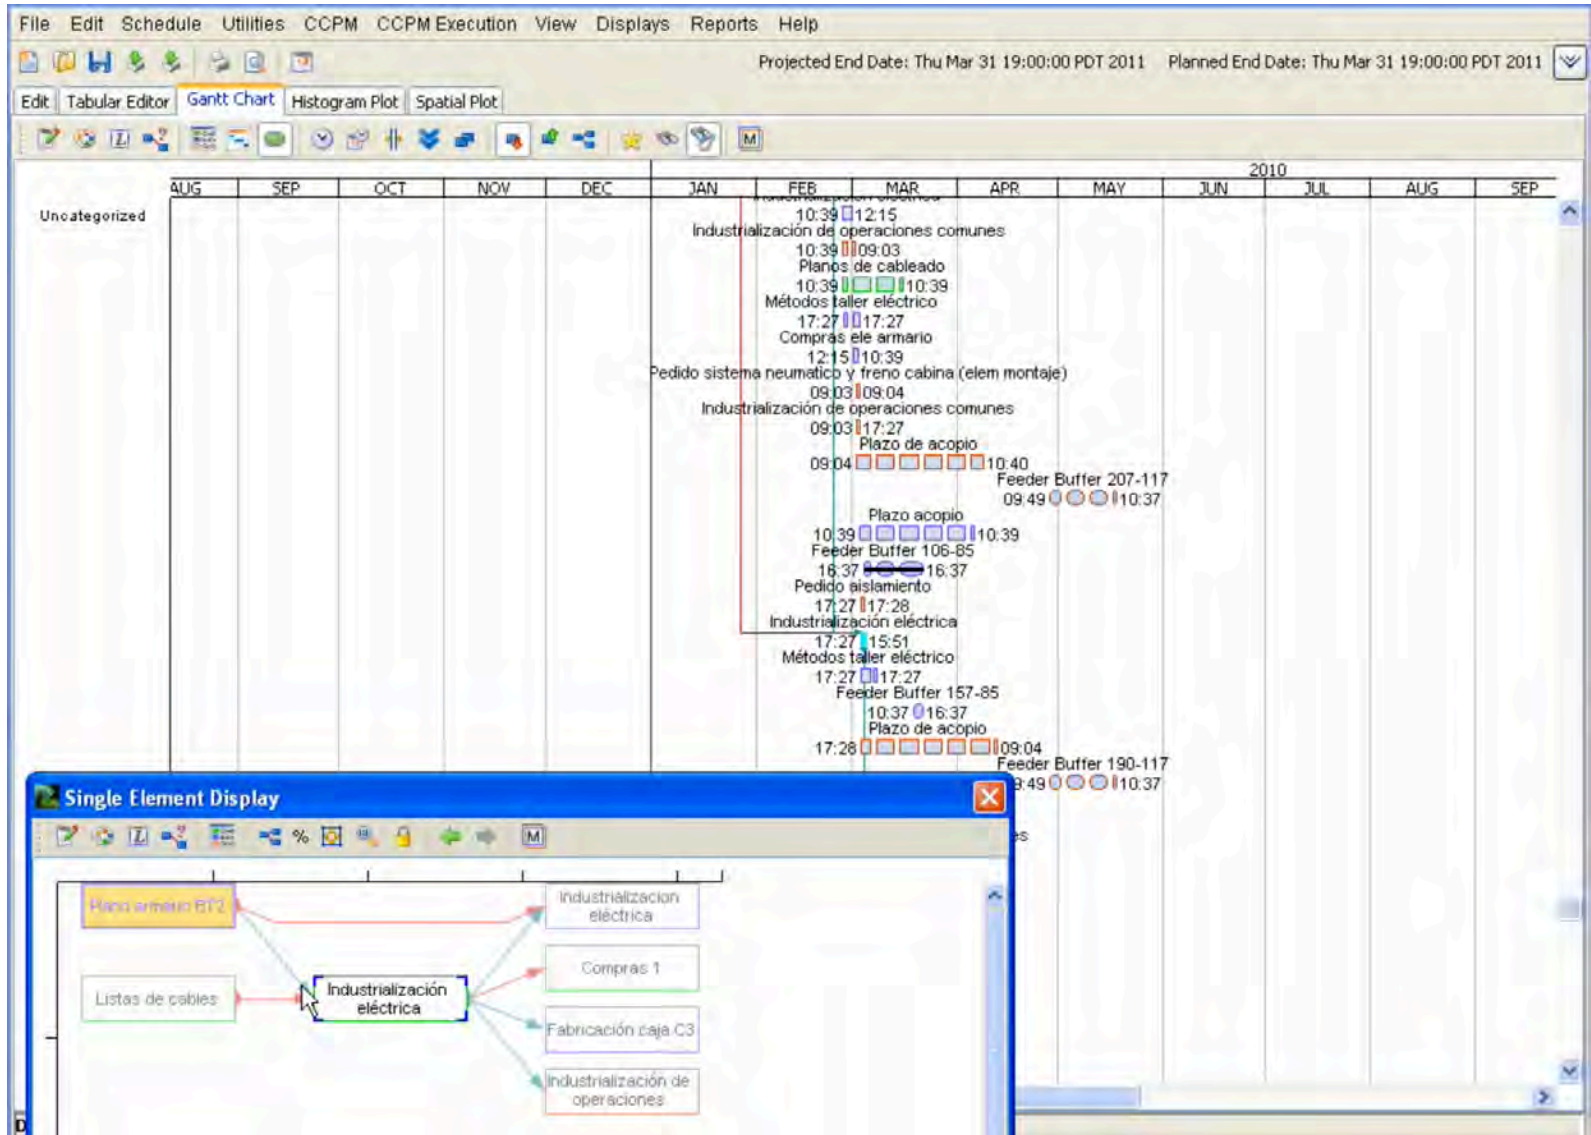 File Edit Schedule Utilities CCPM CCPM Execution View Displays Reports Help
Projected End Date: Thu Mar 31 19:00:00 PDT 2011 Planned End Date: Thu Mar 31 19:00:00 PDT 2011
Edit Tabular Editor Gantt Chart Histogram Plot Spatial Plot
M
2010
AUG SEP OCT NOV DEC JAN FEB MAR APR MAY JUN JUL AUG SEP
Uncategorized
Industrialización eléctrica
10:39 12:15
Industrialización de operaciones comunes
10:39 09:03
Planos de cableado
10:39 10:39
Métodos taller eléctrico
17:27 17:27
Compras ele armario
12:15 10:39
Pedido sistema neumatico y freno cabina (elem montaje)
09:03 09:04
Industrialización de operaciones comunes
09:03 17:27
Plazo de acopio
09:04 10:40
Feeder Buffer 207-117
09:49 10:37
Plazo acopio
10:39 10:39
Feeder Buffer 106-85
16:37 16:37
Pedido aislamiento
17:27 17:28
Industrialización eléctrica
17:27 15:51
Métodos taller eléctrico
17:27 17:27
Feeder Buffer 157-85
10:37 16:37
Plazo de acopio
17:28 09:04
Feeder Buffer 190-117
9:49 10:37
es
Single Element Display
% M
Plano armario BT2
Industrializacion
eléctrica
Compras 1
Listas de cables
Industrialización
eléctrica
Fabricación caja C3
Industrialización de
operaciones
D